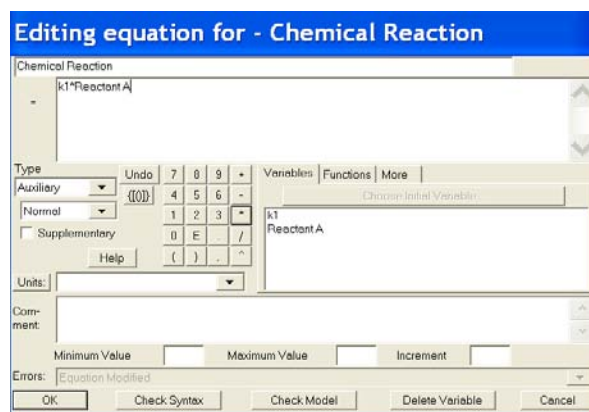 Editing equation for - Chemical Reaction
Chemical Reaction
=
k1*Reactant A
Type
Undo
7 8 9 +
Variables
Functions
More
Auxiliary
{[()]}
4 5 6 -
Choose Initial Variable
Normal
1 2 3 *
k1
Reactant A
Supplementary
0 E . /
Help
( ) , ^
Units:
Com-
ment:
Minimum Value
Maximum Value
Increment
Errors:
Equation Modified
OK
Check Syntax
Check Model
Delete Variable
Cancel